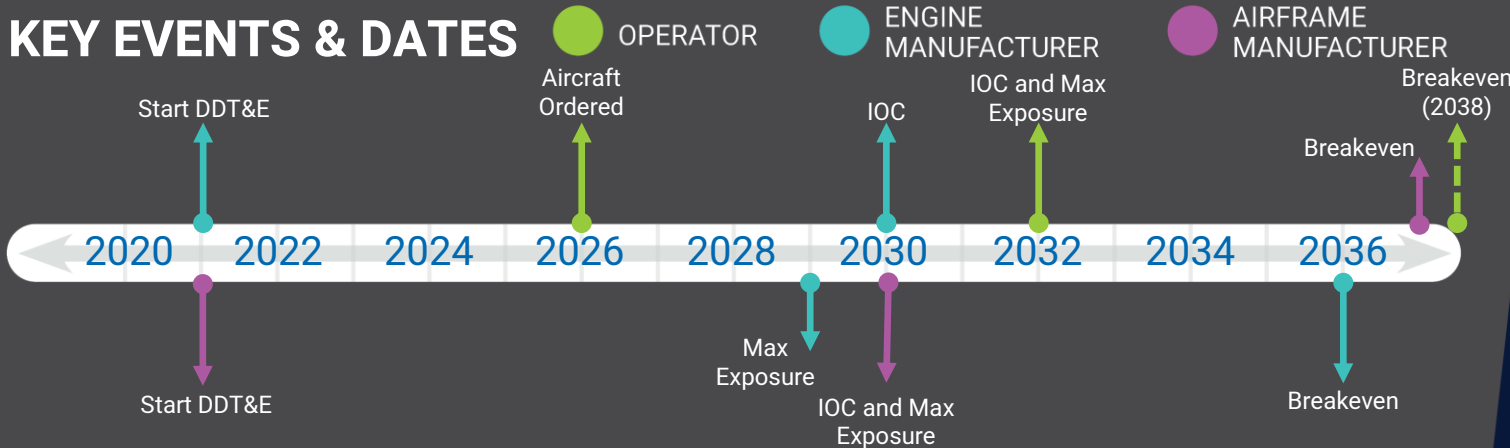 KEY EVENTS & DATES
OPERATOR
ENGINE
MANUFACTURER
AIRFRAME
MANUFACTURER
Start DDT&E
Aircraft
Ordered
IOC
IOC and Max
Exposure
Breakeven
Breakeven
(2038)
2020 2022 2024 2026 2028 2030 2032 2034 2036
Start DDT&E
Max
Exposure
IOC and Max
Exposure
Breakeven